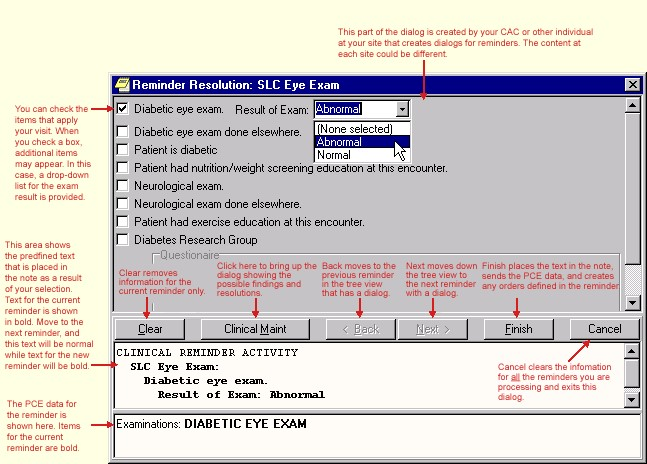 This part of the dialog is created by your CAC or other individual
at your site that creates dialogs for reminders. The content at
each site could be different.
Reminder Resolution: SLC Eye Exam
You can check the
items that apply
your visit. When
you check a box,
additional items
may appear. In this
case, a drop-down
list for the exam
result is provided.
Diabetic eye exam. Result of Exam: Abnormal
(None selected)
Abnormal
Normal
Diabetic eye exam done elsewhere.
Patient is diabetic
Patient had nutrition/weight screening education at this encounter.
Neurological exam.
Neurological exam done elsewhere.
Patient had exercise education at this encounter.
Diabetes Research Group
Questionaire
This area shows
the predfined text
that is placed in
the note as a result
of your selection.
Text for the current
reminder is shown
in bold. Move to the
next reminder, and
this text will be normal
while text for the new
reminder will be bold.
Clear removes
information for the
current reminder only.
Click here to bring up the
dialog showing the
possible findings and
resolutions.
Back moves to the
previous reminder
in the tree view
that has a dialog.
Next moves down
the tree view to
the next reminder
with a dialog.
Finish places the text in the note,
sends the PCE data, and creates
any orders defined in the reminder
Clear
Clinical Maint
< Back
Next >
Finish
Cancel
CLINICAL REMINDER ACTIVITY
SLC Eye Exam:
Diabetic eye exam.
Result of Exam: Abnormal
Cancel clears the infomation
for all the reminders you are
processing and exits this
dialog.
The PCE data for
the reminder is
shown here. Items
for the current
reminder are bold.
Examinations: DIABETIC EYE EXAM